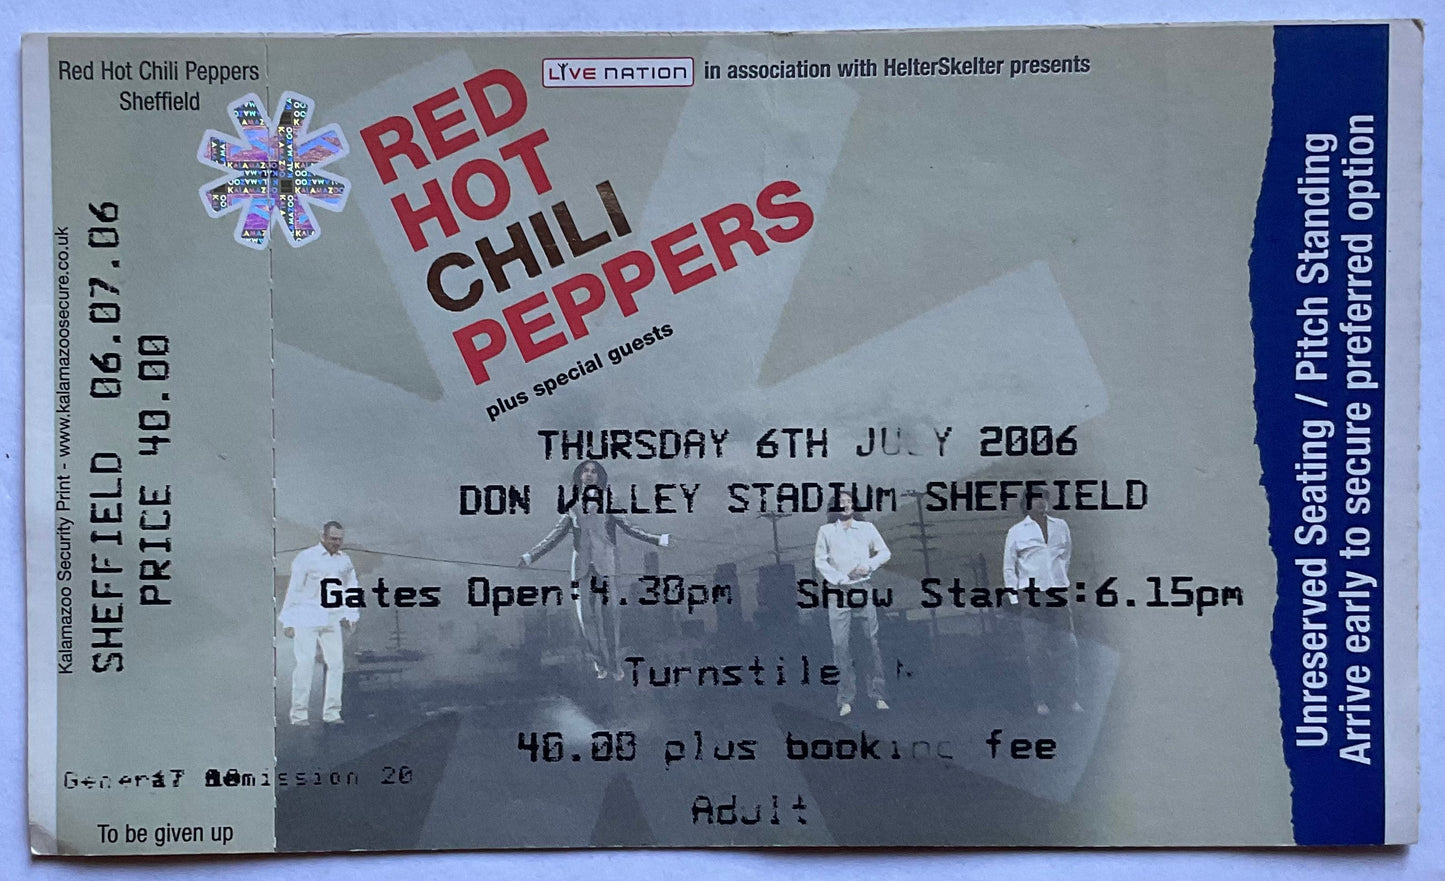 Red Hot Chili Peppers
Sheffield
Kalamazoo Security Print - www.kalamazoosecure.co.uk
SHEFFIELD 06.07.06
PRICE 40.00
To be given up
LIVE NATION in association with HelterSkelter presents
RED
HOT
CHILI
PEPPERS
plus special guests
THURSDAY 6TH JULY 2006
DON VALLEY STADIUM SHEFFIELD
Gates Open:4.30pm Show Starts:6.15pm
Turnstile
40.00 plus booking fee
Adult
Admission 20
Unreserved Seating / Pitch Standing
Arrive early to secure preferred option
KALAMAZOO